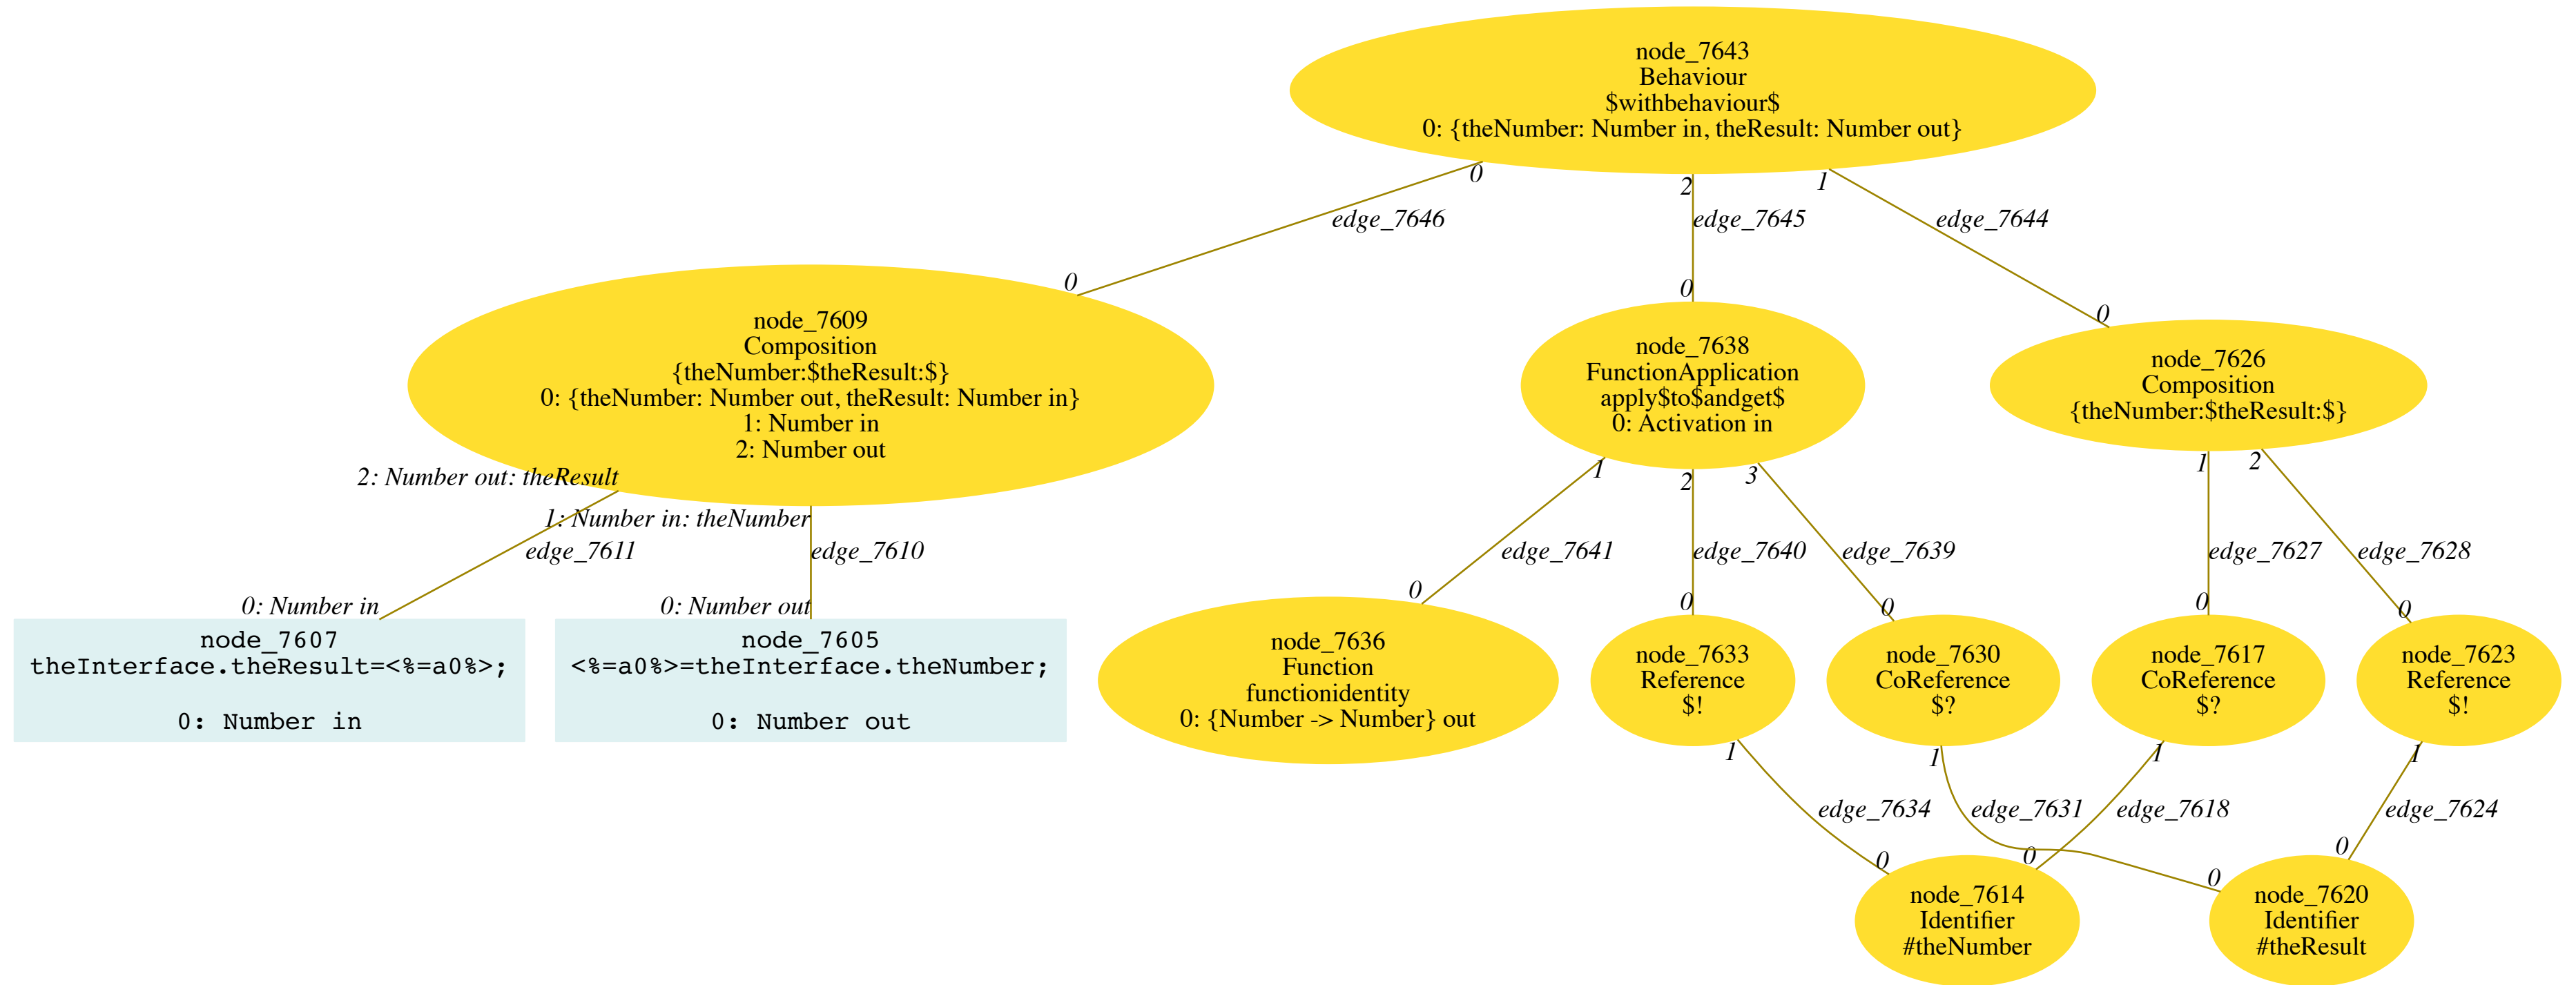 node_7643
Behaviour
$withbehaviour$
0: {theNumber: Number in, theResult: Number out}
0
2
1
edge_7646
edge_7645
edge_7644
0
0
0
node_7609
Composition
{theNumber:$theResult:$}
0: {theNumber: Number out, theResult: Number in}
1: Number in
2: Number out
node_7638
FunctionApplication
apply$to$andget$
0: Activation in
node_7626
Composition
{theNumber:$theResult:$}
2: Number out: theResult
1: Number in: theNumber
1
2
3
1
2
edge_7611
edge_7610
edge_7641
edge_7640
edge_7639
edge_7627
edge_7628
0: Number in
0: Number out
0
0
0
0
0
node_7607
theInterface.theResult=<%=a0%>;
0: Number in
node_7605
<%=a0%>=theInterface.theNumber;
0: Number out
node_7636
Function
functionidentity
0: {Number -> Number} out
node_7633
Reference
$!
node_7630
CoReference
$?
node_7617
CoReference
$?
node_7623
Reference
$!
1
1
1
1
edge_7634
edge_7631
edge_7618
edge_7624
0
0
0
0
node_7614
Identifier
#theNumber
node_7620
Identifier
#theResult